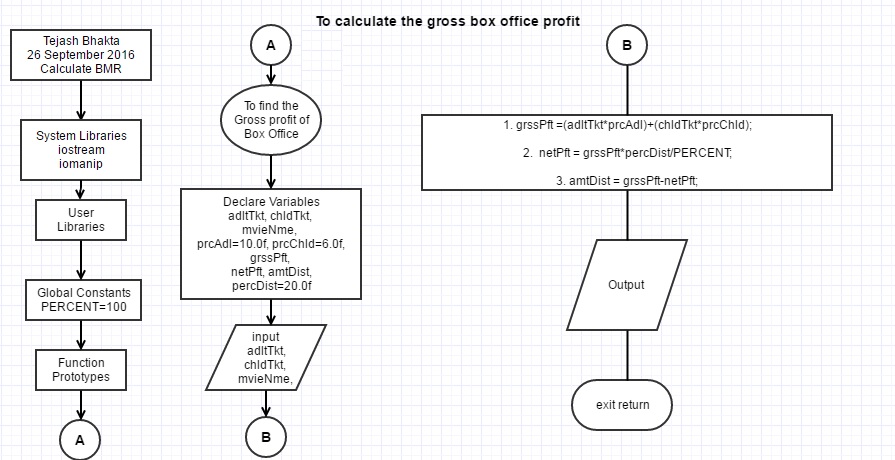 To calculate the gross box office profit
Tejash Bhakta
26 September 2016
Calculate BMR
System Libraries
iostream
iomanip
User
Libraries
Global Constants
PERCENT=100
Function
Prototypes
A
A
To find the
Gross profit of
Box Office
Declare Variables
adltTkt, chldTkt,
mvieNme,
prcAdl=10.0f, prcChld=6.0f,
grssPft,
netPft, amtDist,
percDist=20.0f
input
adltTkt,
chldTkt,
mvieNme,
B
B
1. grssPft =(adltTkt*prcAdl)+(chldTkt*prcChld);
2. netPft = grssPft*percDist/PERCENT;
3. amtDist = grssPft-netPft;
Output
exit return